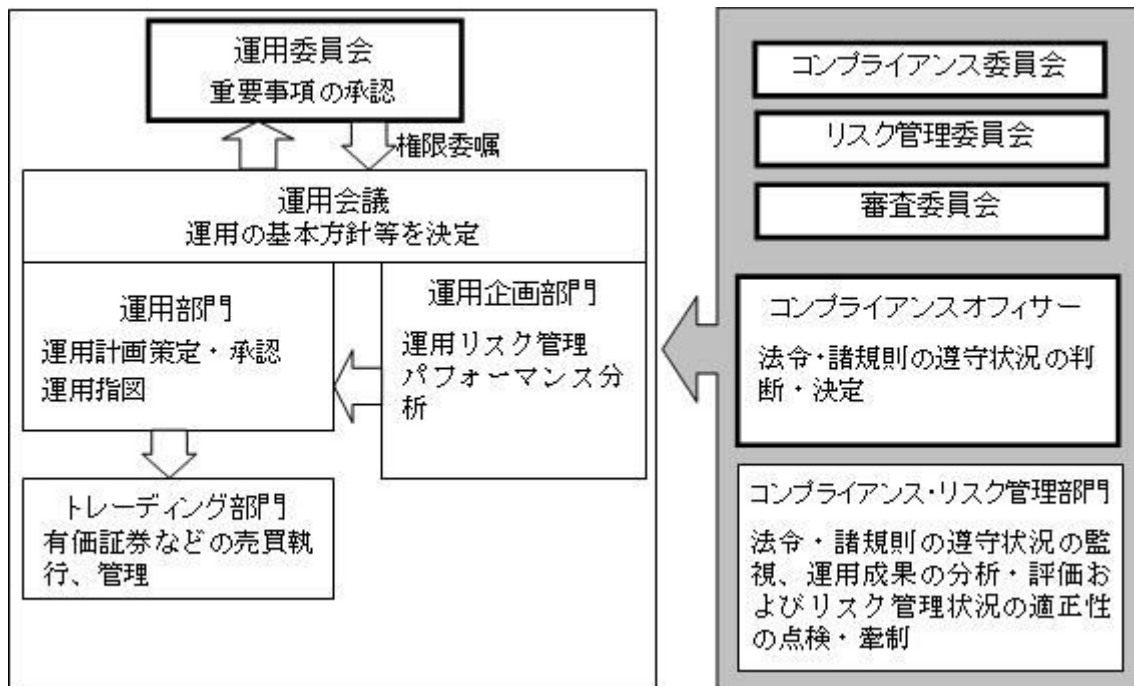 運用委員会
重要事項の承認
権限委嘱
運用会議
運用の基本方針等を決定
運用部門
運用計画策定・承認
運用指図
運用企画部門
運用リスク管理
パフォーマンス分
析
トレーディング部門
有価証券などの売買執
行、管理
コンプライアンス委員会
リスク管理委員会
審査委員会
コンプライアンスオフィサー
法令・諸規則の遵守状況の判
断・決定
コンプライアンス・リスク管理部門
法令・諸規則の遵守状況の監
視、運用成果の分析・評価お
よびリスク管理状況の適正性
の点検・牽制